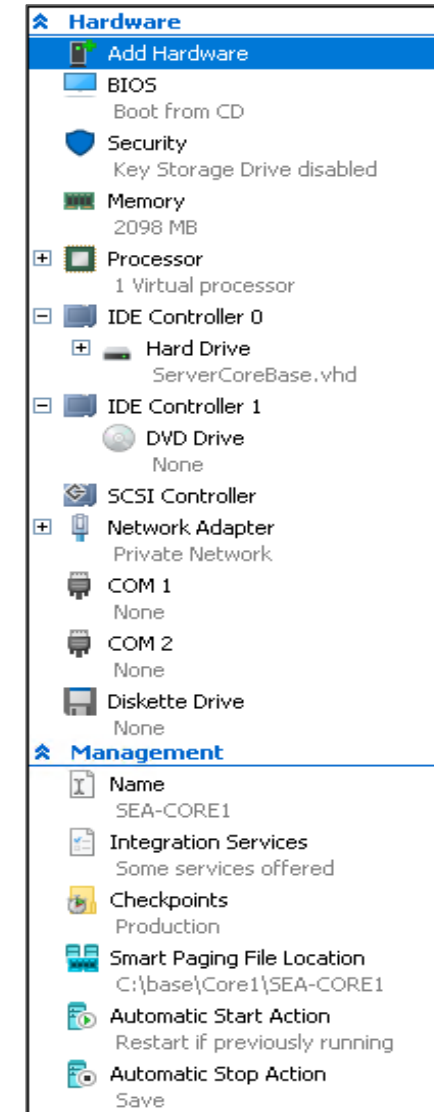 Hardware
Add Hardware
BIOS
Boot from CD
Security
Key Storage Drive disabled
Memory
2098 MB
Processor
1 Virtual processor
IDE Controller 0
Hard Drive
ServerCoreBase.vhd
IDE Controller 1
DVD Drive
None
SCSI Controller
Network Adapter
Private Network
COM 1
None
COM 2
None
Diskette Drive
None
Management
Name
SEA-CORE1
Integration Services
Some services offered
Checkpoints
Production
Smart Paging File Location
C:\base\Core1\SEA-CORE1
Automatic Start Action
Restart if previously running
Automatic Stop Action
Save